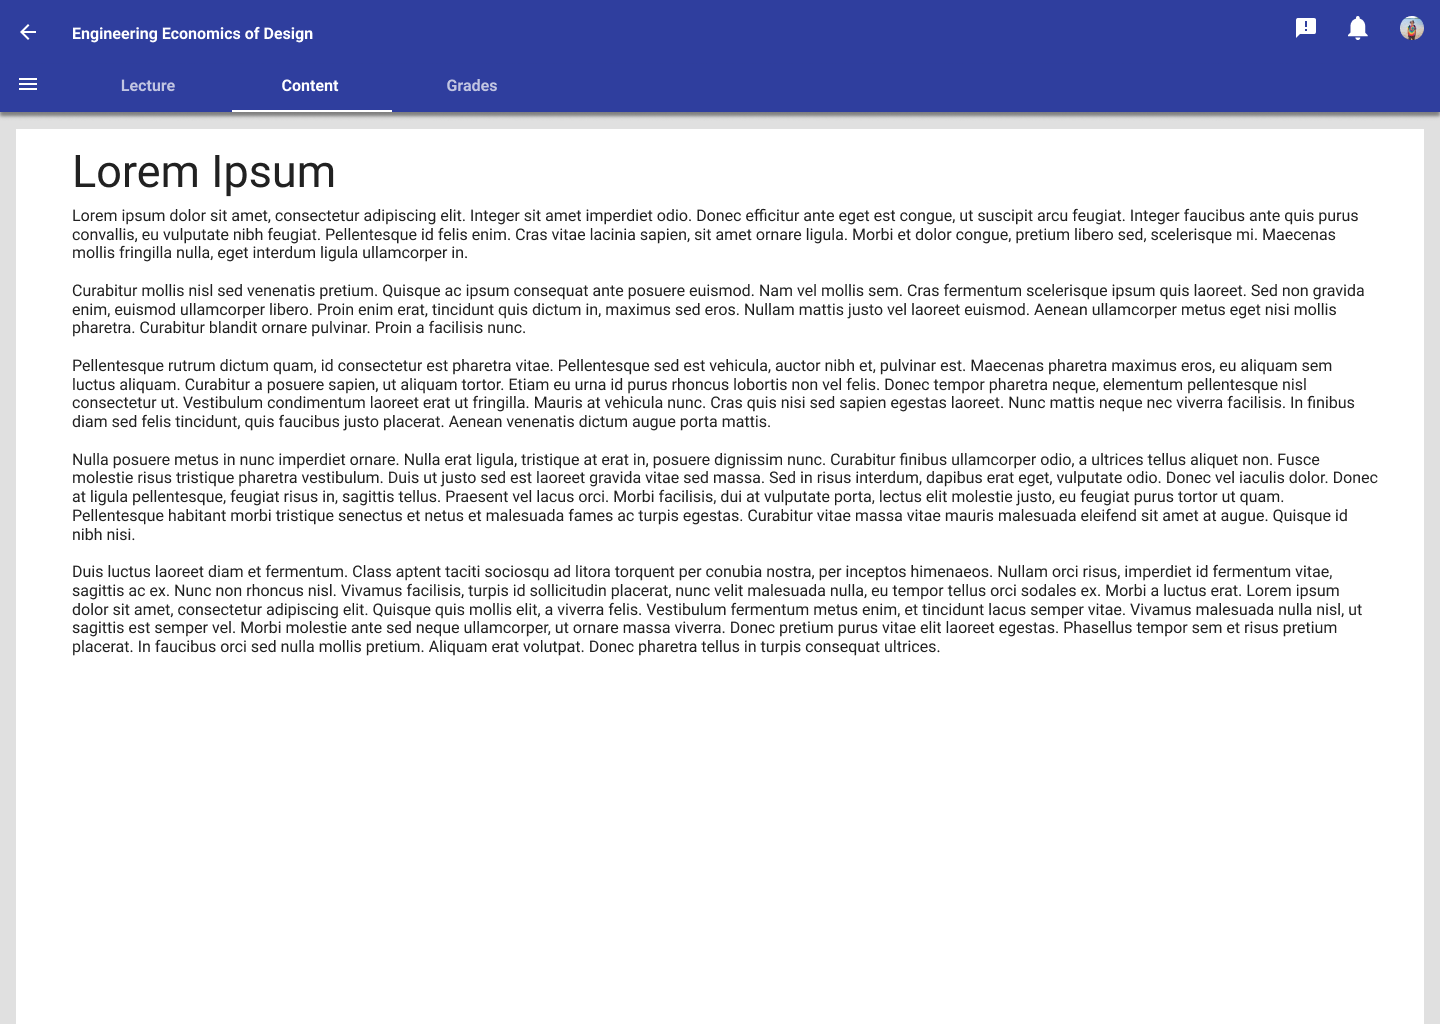 Engineering Economics of Design
Lecture
Content
Grades
Lorem Ipsum
Lorem ipsum dolor sit amet, consectetur adipiscing elit. Integer sit amet imperdiet odio. Donec efficitur ante eget est congue, ut suscipit arcu feugiat. Integer faucibus ante quis purus
convallis, eu vulputate nibh feugiat. Pellentesque id felis enim. Cras vitae lacinia sapien, sit amet ornare ligula. Morbi et dolor congue, pretium libero sed, scelerisque mi. Maecenas
mollis fringilla nulla, eget interdum ligula ullamcorper in.
Curabitur mollis nisl sed venenatis pretium. Quisque ac ipsum consequat ante posuere euismod. Nam vel mollis sem. Cras fermentum scelerisque ipsum quis laoreet. Sed non gravida
enim, euismod ullamcorper libero. Proin enim erat, tincidunt quis dictum in, maximus sed eros. Nullam mattis justo vel laoreet euismod. Aenean ullamcorper metus eget nisi mollis
pharetra. Curabitur blandit ornare pulvinar. Proin a facilisis nunc.
Pellentesque rutrum dictum quam, id consectetur est pharetra vitae. Pellentesque sed est vehicula, auctor nibh et, pulvinar est. Maecenas pharetra maximus eros, eu aliquam sem
luctus aliquam. Curabitur a posuere sapien, ut aliquam tortor. Etiam eu urna id purus rhoncus lobortis non vel felis. Donec tempor pharetra neque, elementum pellentesque nisl
consectetur ut. Vestibulum condimentum laoreet erat ut fringilla. Mauris at vehicula nunc. Cras quis nisi sed sapien egestas laoreet. Nunc mattis neque nec viverra facilisis. In finibus
diam sed felis tincidunt, quis faucibus justo placerat. Aenean venenatis dictum augue porta mattis.
Nulla posuere metus in nunc imperdiet ornare. Nulla erat ligula, tristique at erat in, posuere dignissim nunc. Curabitur finibus ullamcorper odio, a ultrices tellus aliquet non. Fusce
molestie risus tristique pharetra vestibulum. Duis ut justo sed est laoreet gravida vitae sed massa. Sed in risus interdum, dapibus erat eget, vulputate odio. Donec vel iaculis dolor. Donec
at ligula pellentesque, feugiat risus in, sagittis tellus. Praesent vel lacus orci. Morbi facilisis, dui at vulputate porta, lectus elit molestie justo, eu feugiat purus tortor ut quam.
Pellentesque habitant morbi tristique senectus et netus et malesuada fames ac turpis egestas. Curabitur vitae massa vitae mauris malesuada eleifend sit amet at augue. Quisque id
nibh nisi.
Duis luctus laoreet diam et fermentum. Class aptent taciti sociosqu ad litora torquent per conubia nostra, per inceptos himenaeos. Nullam orci risus, imperdiet id fermentum vitae,
sagittis ac ex. Nunc non rhoncus nisl. Vivamus facilisis, turpis id sollicitudin placerat, nunc velit malesuada nulla, eu tempor tellus orci sodales ex. Morbi a luctus erat. Lorem ipsum
dolor sit amet, consectetur adipiscing elit. Quisque quis mollis elit, a viverra felis. Vestibulum fermentum metus enim, et tincidunt lacus semper vitae. Vivamus malesuada nulla nisl, ut
sagittis est semper vel. Morbi molestie ante sed neque ullamcorper, ut ornare massa viverra. Donec pretium purus vitae elit laoreet egestas. Phasellus tempor sem et risus pretium
placerat. In faucibus orci sed nulla mollis pretium. Aliquam erat volutpat. Donec pharetra tellus in turpis consequat ultrices.